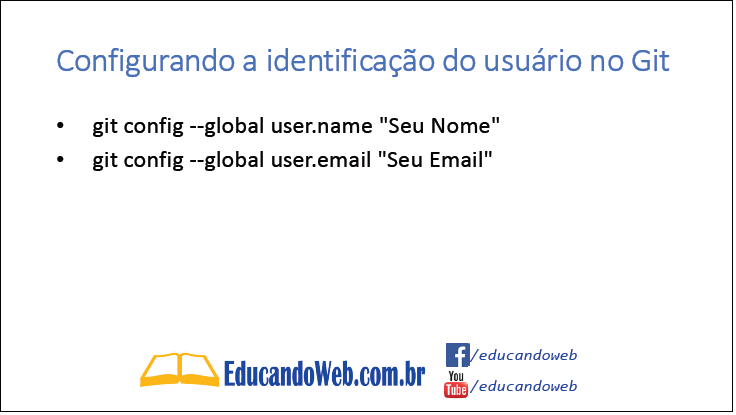 Configurando a identificação do usuário no Git
• git config --global user.name "Seu Nome"
• git config --global user.email "Seu Email"
EducandoWeb.com.br
f /educandoweb
You Tube /educandoweb